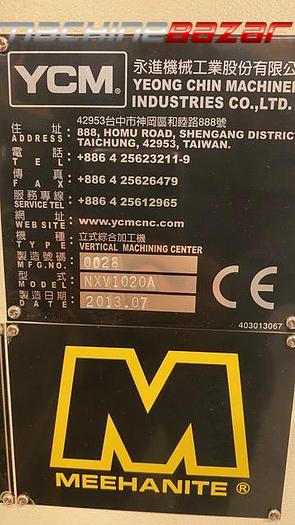 machinebazar
YCM
永進機械工業股份有限公
YEONG CHIN MACHINER
INDUSTRIES CO.,LTD.
42953台中市神岡區和睦路888號
住址 ADDRESS : 888, HOMU ROAD, SHENGANG DISTRIC
TAICHUNG, 42953, TAIWAN.
電話 TEL : +886 4 25623211-9
傳真 FAX : +886 4 25626479
服務專線 SERVICE TEL : +886 4 25612965
網址 WEBSITE : www.ycmcnc.com
機種 TYPE : 立式綜合加工機
VERTICAL MACHINING CENTER
製造號碼 MFG.NO. : 0028
型式 MODEL : NXV1020A
製造日期 DATE : 2013.07
CE
403013067
M
MEEHANITE ®